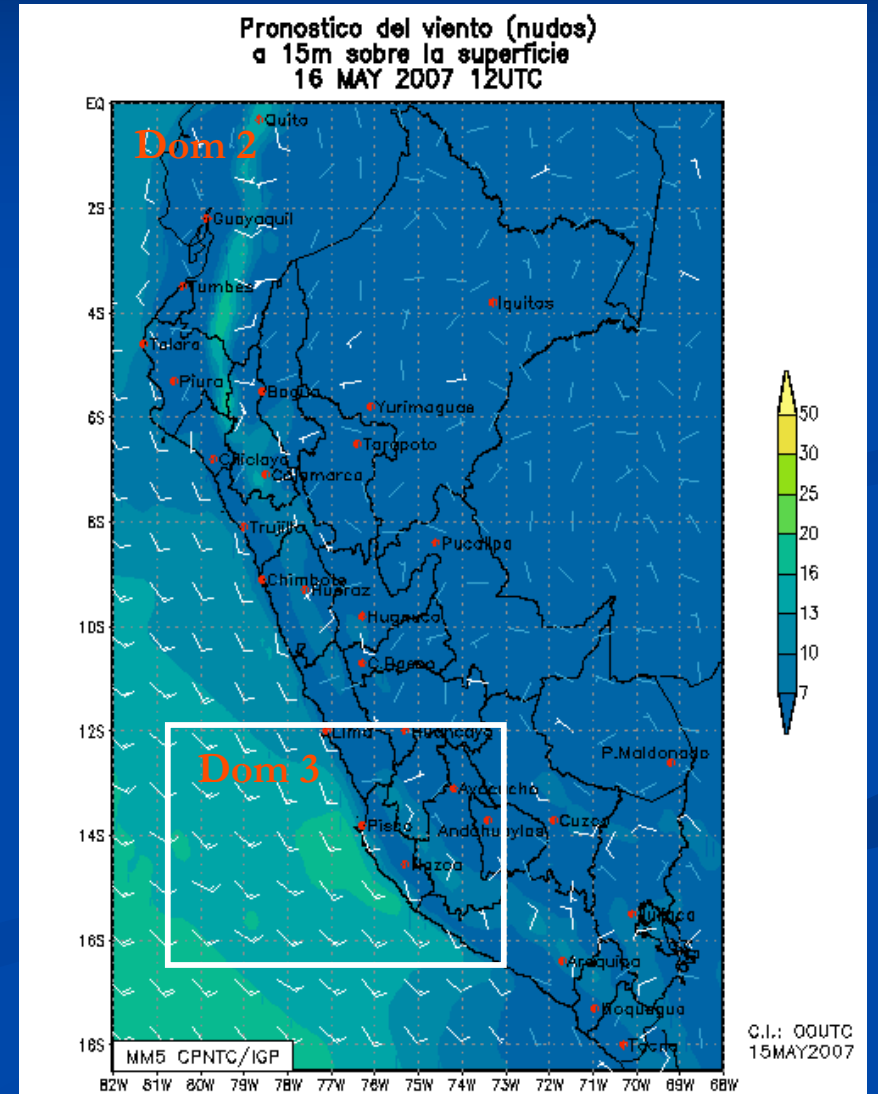 Pronostico del viento (nudos)
a 15m sobre la superficie
16 MAY 2007 12UTC
EQ
Dom 2
Quito
2S
Guayaquil
Tumbes
4S
Iquitos
Talara
Piura
Bagua
Yurimaguas
50
6S
Tarapoto
30
Chiclayo
Cajamarca
25
8S
Trujillo
Pucallpa
20
Chimbote
Huaraz
16
10S
Huanuco
13
C.Pasco
10
7
12S
Lima
Huancayo
P.Maldonado
Dom 3
Ayacucho
Pisco
Cuzco
14S
Andahuaylas
Nazca
Juliaca
16S
Arequipa
Moquegua
18S
Tacna
C.I.: 00UTC
15MAY2007
MM5 CPNTC/IGP
82W 81W 80W 79W 78W 77W 76W 75W 74W 73W 72W 71W 70W 69W 68W